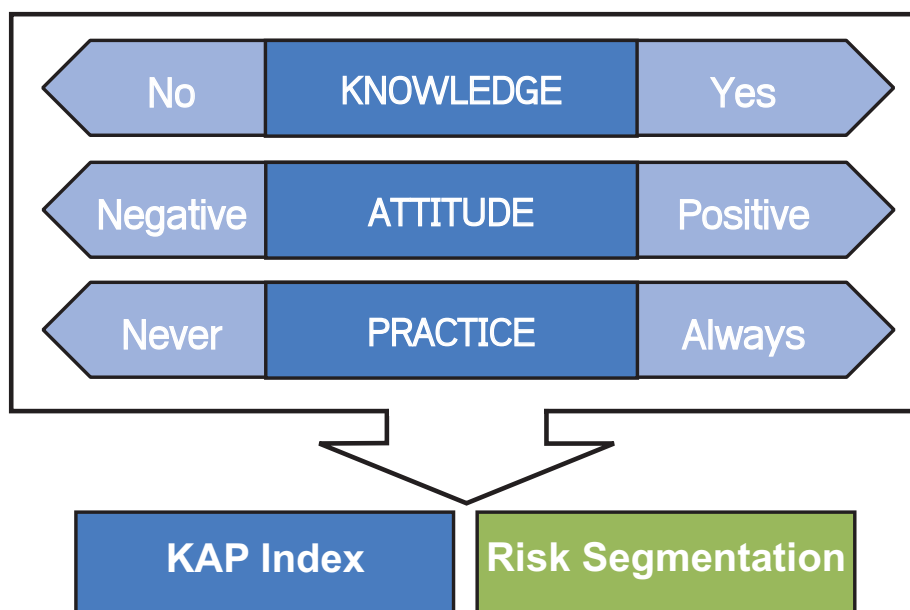 No KNOWLEDGE Yes
Negative ATTITUDE Positive
Never PRACTICE Always
KAP Index Risk Segmentation